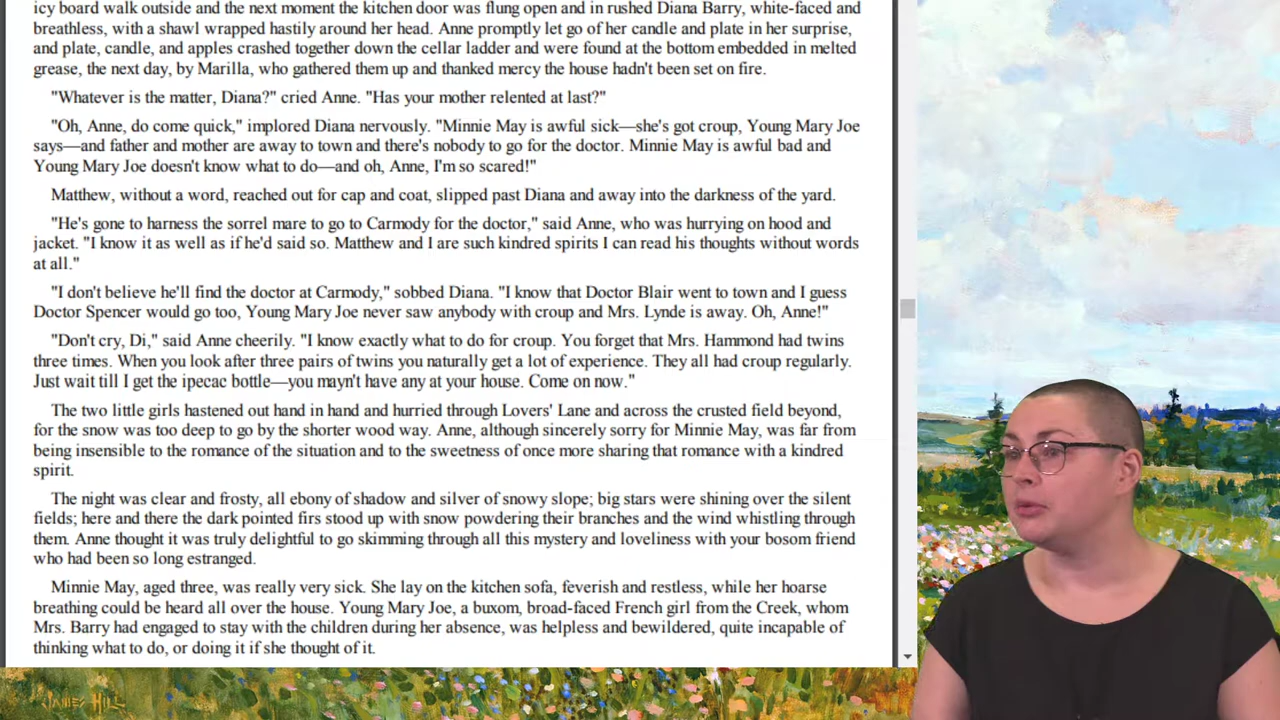 icy board walk outside and the next moment the kitchen door was flung open and in rushed Diana Barry, white-faced and
breathless, with a shawl wrapped hastily around her head. Anne promptly let go of her candle and plate in her surprise,
and plate, candle, and apples crashed together down the cellar ladder and were found at the bottom embedded in melted
grease, the next day, by Marilla, who gathered them up and thanked mercy the house hadn't been set on fire.
"Whatever is the matter, Diana?" cried Anne. "Has your mother relented at last?"
"Oh, Anne, do come quick," implored Diana nervously. "Minnie May is awful sick—she's got croup, Young Mary Joe
says—and father and mother are away to town and there's nobody to go for the doctor. Minnie May is awful bad and
Young Mary Joe doesn't know what to do—and oh, Anne, I'm so scared!"
Matthew, without a word, reached out for cap and coat, slipped past Diana and away into the darkness of the yard.
"He's gone to harness the sorrel mare to go to Carmody for the doctor," said Anne, who was hurrying on hood and
jacket. "I know it as well as if he'd said so. Matthew and I are such kindred spirits I can read his thoughts without words
at all."
"I don't believe he'll find the doctor at Carmody," sobbed Diana. "I know that Doctor Blair went to town and I guess
Doctor Spencer would go too, Young Mary Joe never saw anybody with croup and Mrs. Lynde is away. Oh, Anne!"
"Don't cry, Di," said Anne cheerily. "I know exactly what to do for croup. You forget that Mrs. Hammond had twins
three times. When you look after three pairs of twins you naturally get a lot of experience. They all had croup regularly.
Just wait till I get the ipecac bottle—you mayn't have any at your house. Come on now."
The two little girls hastened out hand in hand and hurried through Lovers' Lane and across the crusted field beyond,
for the snow was too deep to go by the shorter wood way. Anne, although sincerely sorry for Minnie May, was far from
being insensible to the romance of the situation and to the sweetness of once more sharing that romance with a kindred
spirit.
The night was clear and frosty, all ebony of shadow and silver of snowy slope; big stars were shining over the silent
fields; here and there the dark pointed firs stood up with snow powdering their branches and the wind whistling through
them. Anne thought it was truly delightful to go skimming through all this mystery and loveliness with your bosom friend
who had been so long estranged.
Minnie May, aged three, was really very sick. She lay on the kitchen sofa, feverish and restless, while her hoarse
breathing could be heard all over the house. Young Mary Joe, a buxom, broad-faced French girl from the Creek, whom
Mrs. Barry had engaged to stay with the children during her absence, was helpless and bewildered, quite incapable of
thinking what to do, or doing it if she thought of it.
JAMES HILL